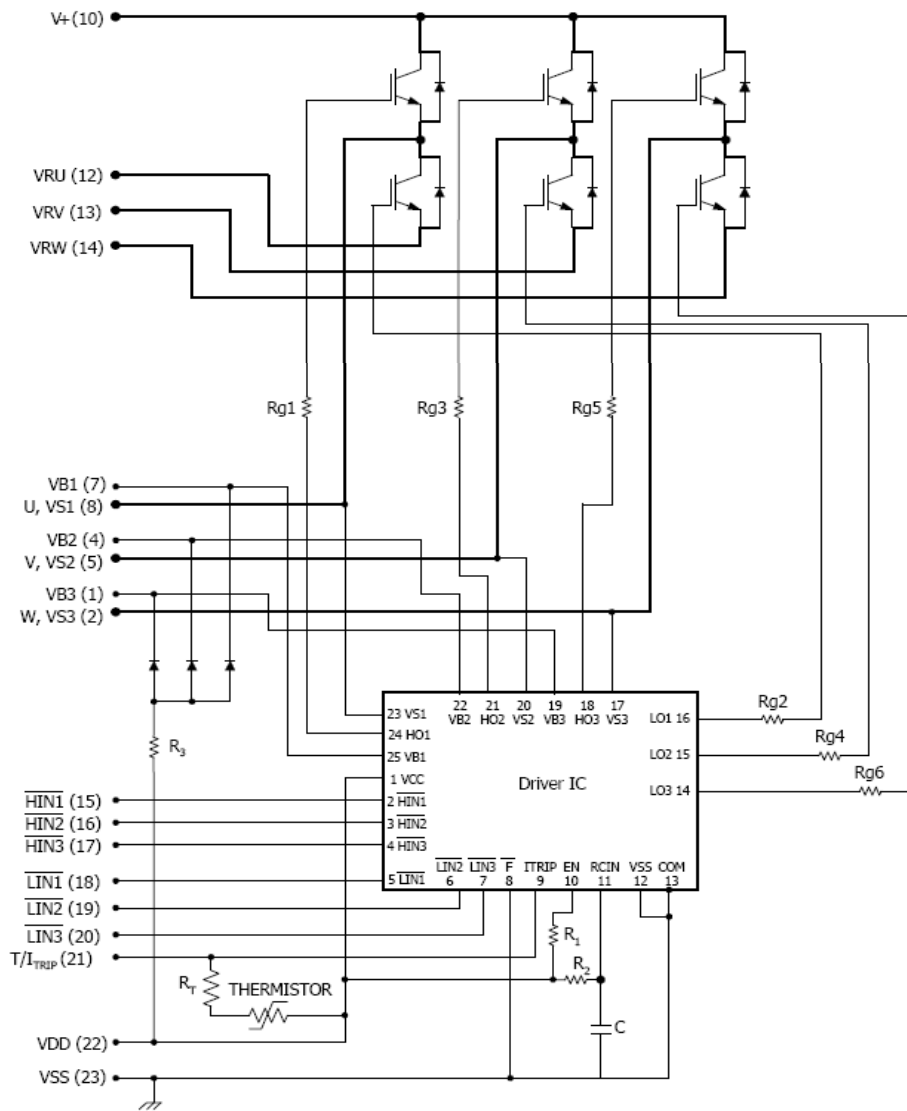 V+(10)
VRU (12)
VRV (13)
VRW (14)
Rg1
Rg3
Rg5
VB1 (7)
U, VS1 (8)
VB2 (4)
V, VS2 (5)
VB3 (1)
W, VS3 (2)
22 21 20 19 18 17
VB2 HO2 VS2 VB3 HO3 VS3
Rg2
23 VS1
LO1 16
24 HO1
R3
Rg4
25 VB1
LO2 15
1 VCC
Driver IC
Rg6
LO3 14
HIN1 (15)
2 HIN1
HIN2 (16)
3 HIN2
HIN3 (17)
4 HIN3
LIN2 LIN3 F ITRIP EN RCIN VSS COM
LIN1 (18)
5 LIN1
6 7 8 9 10 11 12 13
LIN2 (19)
LIN3 (20)
R1
T/ITRIP (21)
R2
RT
THERMISTOR
C
VDD (22)
VSS (23)